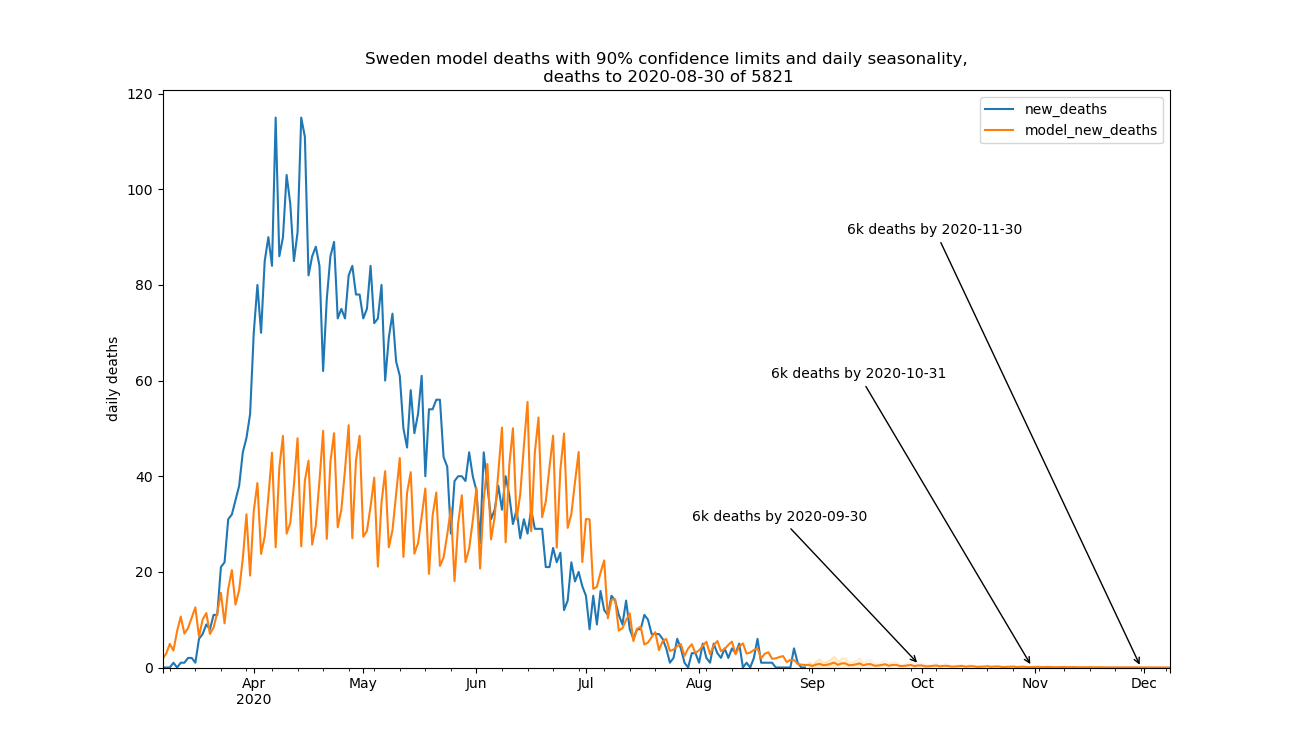 Sweden model deaths with 90% confidence limits and daily seasonality,
deaths to 2020-08-30 of 5821
new_deaths
model_new_deaths
daily deaths
120
100
80
60
40
20
0
6k deaths by 2020-11-30
6k deaths by 2020-10-31
6k deaths by 2020-09-30
Apr May Jun Jul Aug Sep Oct Nov Dec
2020